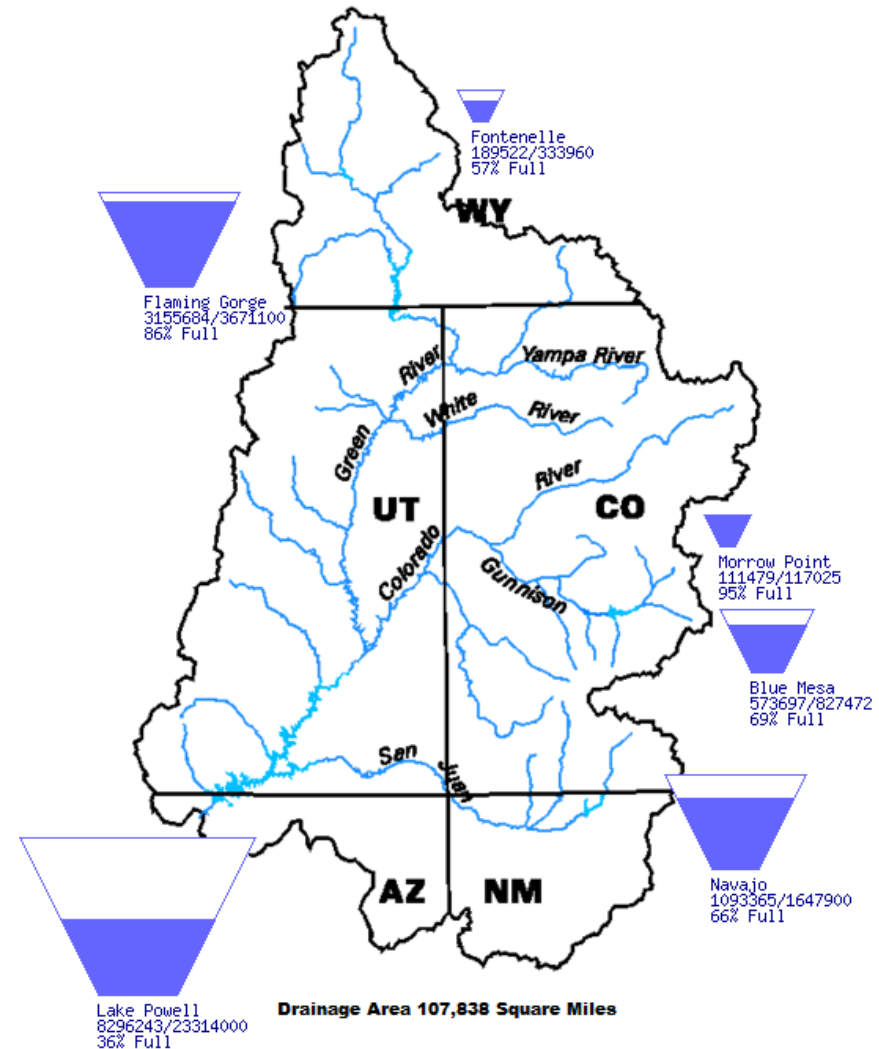 Fontenelle
189522/333960
57% Full
WY
Flaming Gorge
3155684/3671100
86% Full
Yampa River
River
White
River
Green
River
UT
CO
Colorado
Gunnison
Morrow Point
111479/117025
95% Full
Blue Mesa
573697/827472
69% Full
San
Juan
Navajo
1093365/1647900
66% Full
AZ
NM
Lake Powell
8296243/23314000
36% Full
Drainage Area 107,838 Square Miles